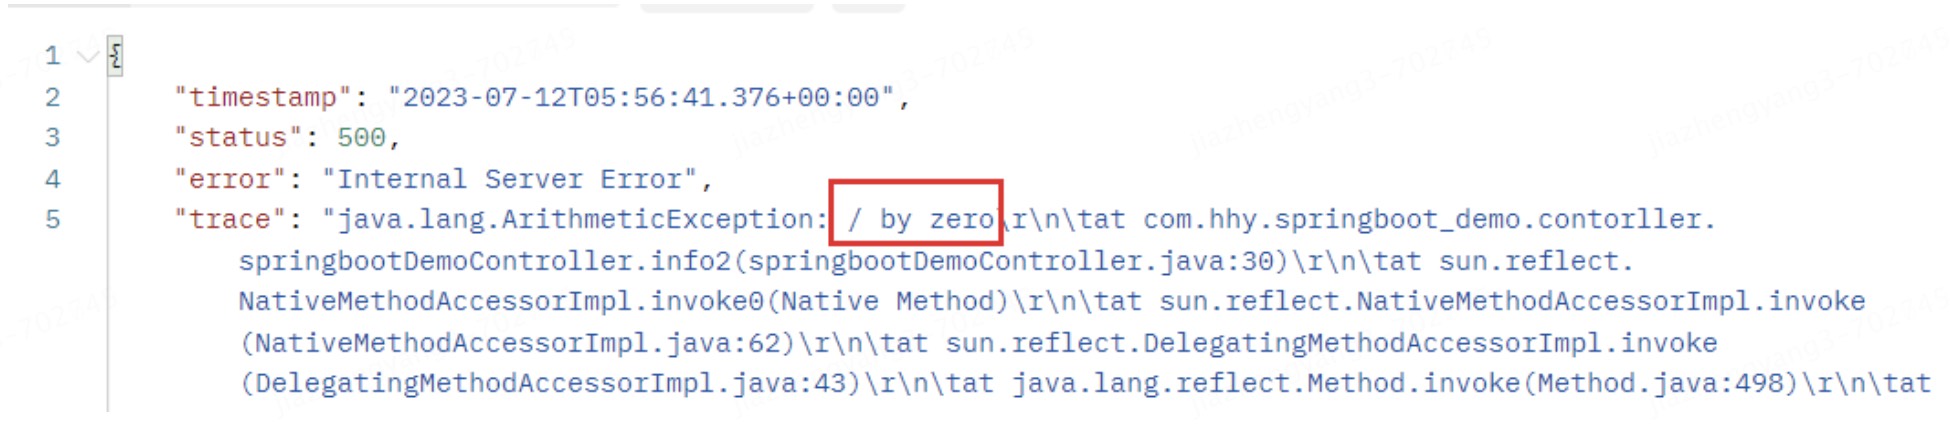 1 {
2 "timestamp": "2023-07-12T05:56:41.376+00:00",
3 "status": 500,
4 "error": "Internal Server Error",
5 "trace": "java.lang.ArithmeticException: / by zero\r\n\tat com.hhy.springboot_demo.contorller.
springbootDemoController.info2(springbootDemoController.java:30)\r\n\tat sun.reflect.
NativeMethodAccessorImpl.invoke0(Native Method)\r\n\tat sun.reflect.NativeMethodAccessorImpl.invoke
(NativeMethodAccessorImpl.java:62)\r\n\tat sun.reflect.DelegatingMethodAccessorImpl.invoke
(DelegatingMethodAccessorImpl.java:43)\r\n\tat java.lang.reflect.Method.invoke(Method.java:498)\r\n\tat
jiazhengyang3-702345